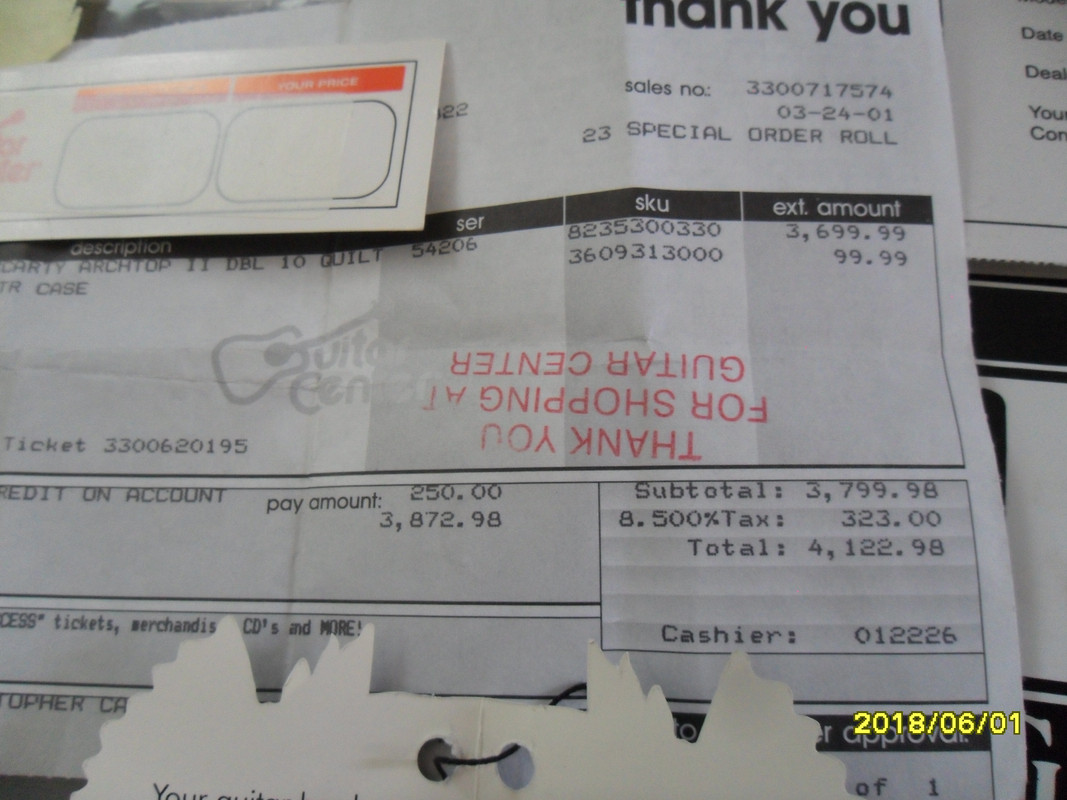 thank you
Date
sales no.: 3300717574
03-24-01
23 SPECIAL ORDER ROLL
YOUR PRICE
description ser sku ext. amount
CARTY ARCHTOP II DBL 10 QUILT 54206 8235300330 3,699.99
TR CASE 3609313000 99.99
Guitar Center
THANK YOU
FOR SHOPPING AT
GUITAR CENTER
Ticket 3300620195
REDIT ON ACCOUNT pay amount: 250.00
3,872.98
Subtotal: 3,799.98
8.500%Tax: 323.00
Total: 4,122.98
Cashier: 012226
CESS* tickets, merchandis CD's and MORE!
TOPHER CA
approval.
of 1
2018/06/01